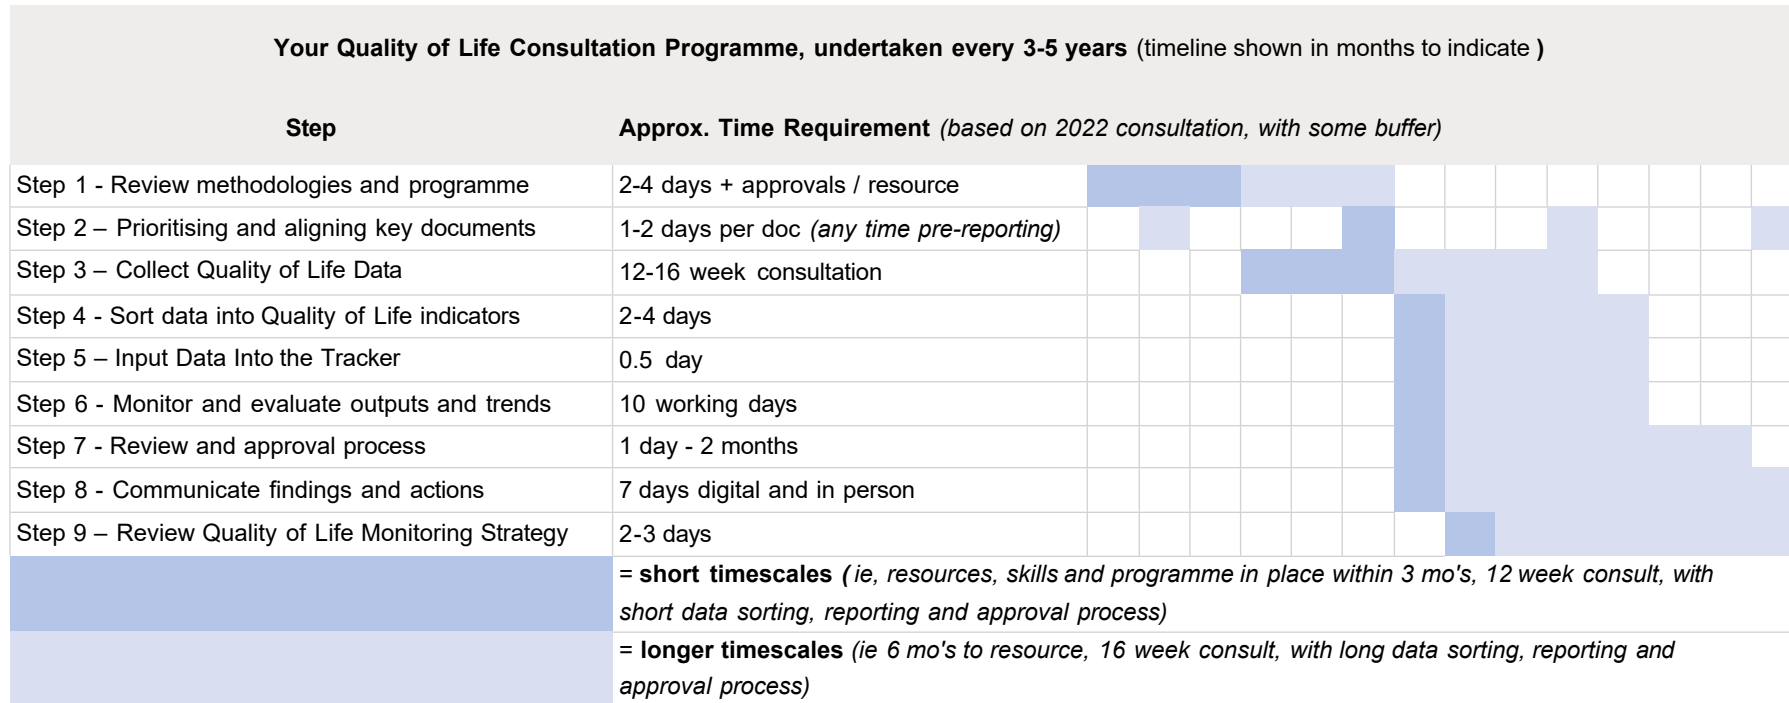 Your Quality of Life Consultation Programme, undertaken every 3-5 years (timeline shown in months to indicate )
Step
Approx. Time Requirement (based on 2022 consultation, with some buffer)
Step 1 - Review methodologies and programme
2-4 days + approvals / resource
Step 2 – Prioritising and aligning key documents
1-2 days per doc (any time pre-reporting)
Step 3 – Collect Quality of Life Data
12-16 week consultation
Step 4 - Sort data into Quality of Life indicators
2-4 days
Step 5 – Input Data Into the Tracker
0.5 day
Step 6 - Monitor and evaluate outputs and trends
10 working days
Step 7 - Review and approval process
1 day - 2 months
Step 8 - Communicate findings and actions
7 days digital and in person
Step 9 – Review Quality of Life Monitoring Strategy
2-3 days
= short timescales ( ie, resources, skills and programme in place within 3 mo's, 12 week consult, with
short data sorting, reporting and approval process)
= longer timescales (ie 6 mo's to resource, 16 week consult, with long data sorting, reporting and
approval process)